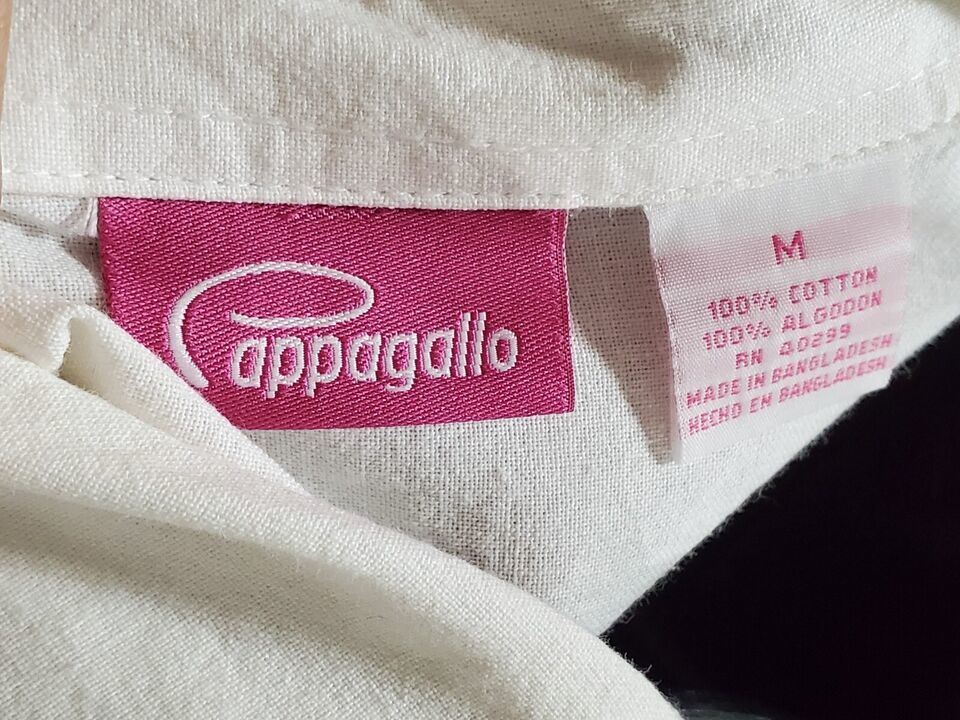 Pappagallo
M
100% COTTON
100% ALGODON
RN 40299
MADE IN BANGLADESH
HECHO EN BANGLADESH